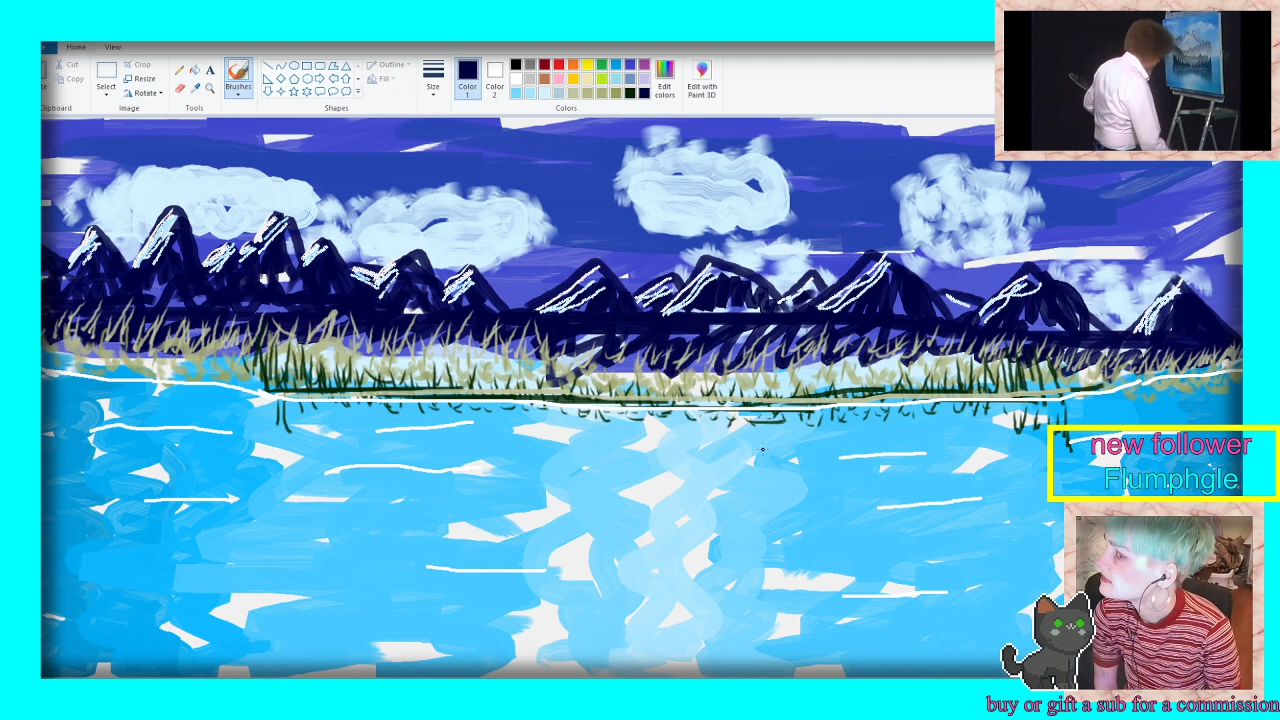 Home View
Cut
Copy
Clipboard
Select
Crop
Resize
Rotate
Image
A
Tools
Brushes
Outline
Fill
Shapes
Size
Color
1
Color
2
Edit
colors
Colors
Edit with
Paint 3D
new follower
Flumphgle
buy or gift a sub for a commission